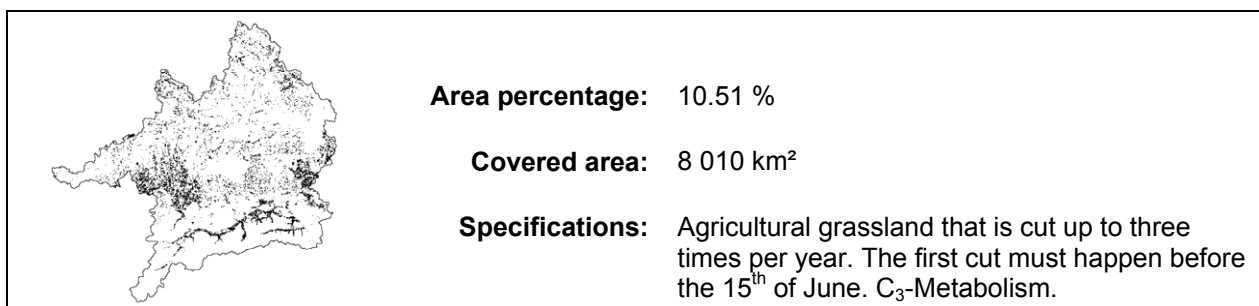 Area percentage: 10.51 %
Covered area: 8 010 km²
Specifications: Agricultural grassland that is cut up to three
times per year. The first cut must happen before
the 15th of June. C₃-Metabolism.